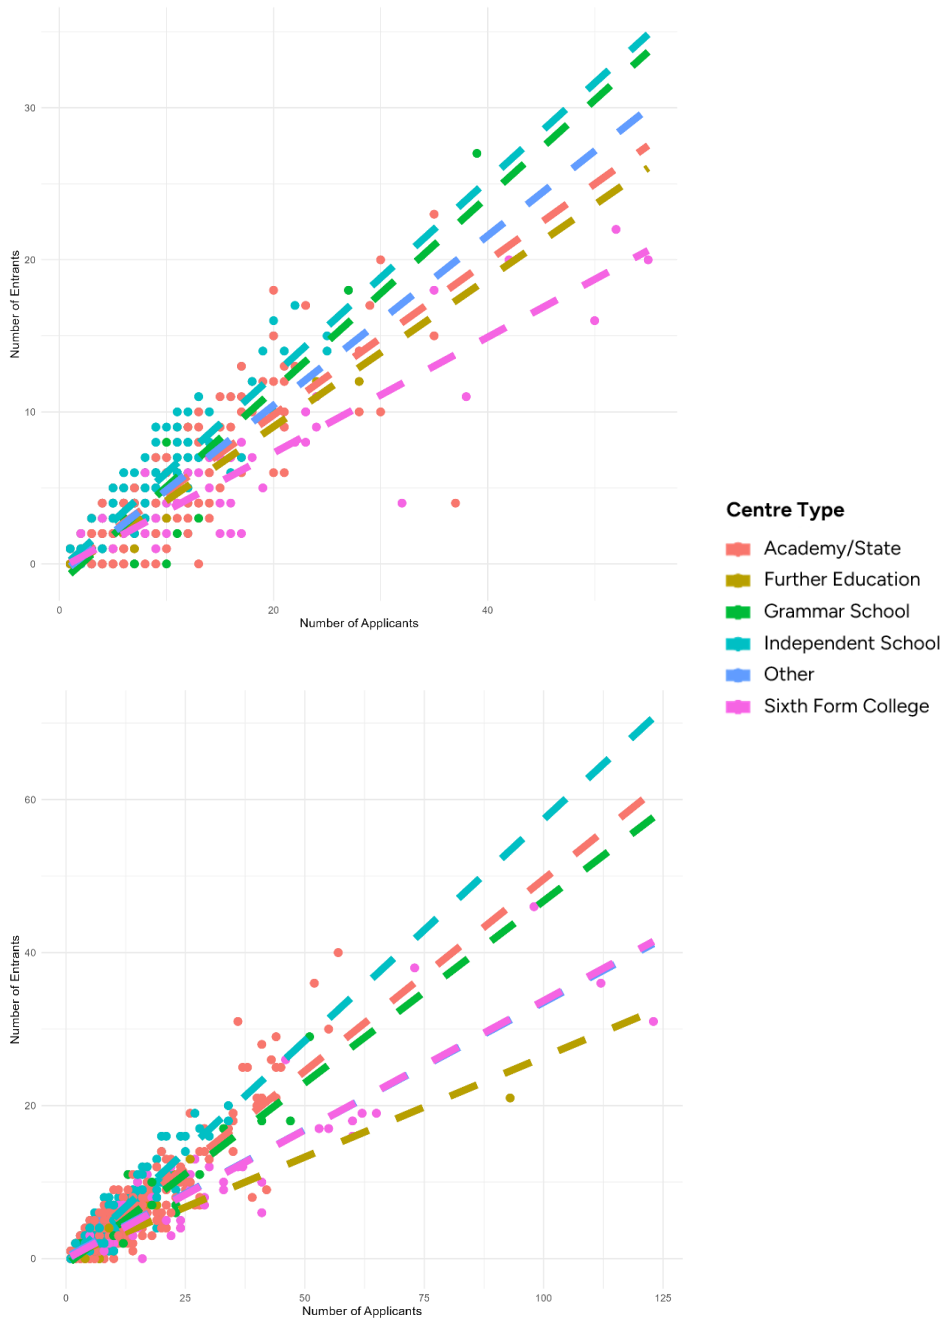 30
20
10
0
Number of Entrants
0
20
40
Number of Applicants
Centre Type
Academy/State
Further Education
Grammar School
Independent School
Other
Sixth Form College
60
40
20
0
Number of Entrants
0
25
50
75
100
125
Number of Applicants